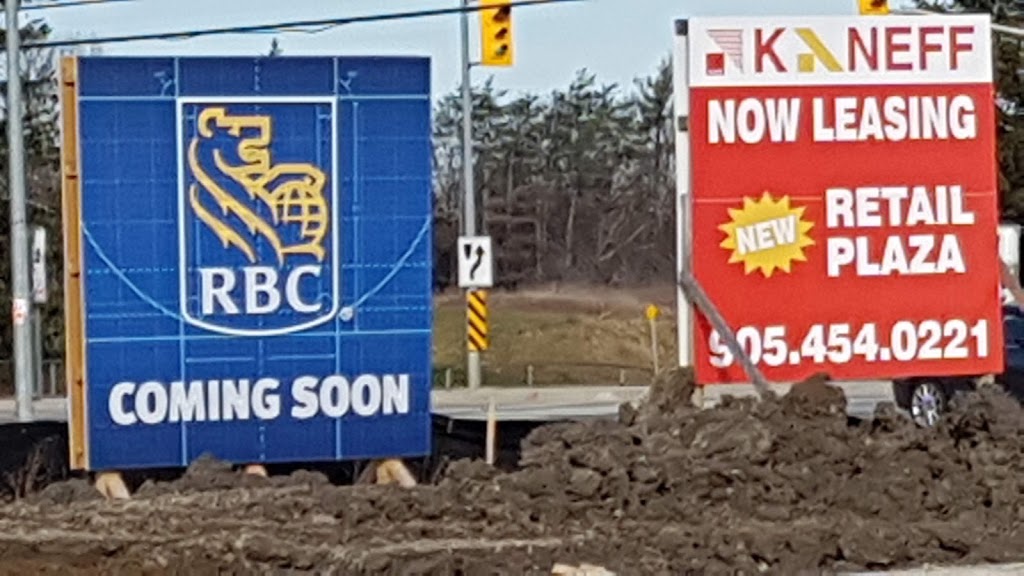 RBC
COMING SOON
KANEFF
NOW LEASING
NEW
RETAIL
PLAZA
905.454.0221